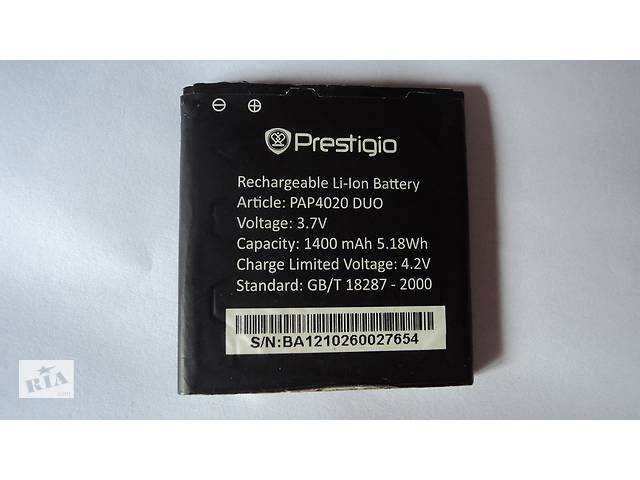 ⊖ ⊕
Prestigio
Rechargeable Li-Ion Battery
Article: PAP4020 DUO
Voltage: 3.7V
Capacity: 1400 mAh 5.18Wh
Charge Limited Voltage: 4.2V
Standard: GB/T 18287 - 2000
S/N:BA1210260027654
RIA
.com